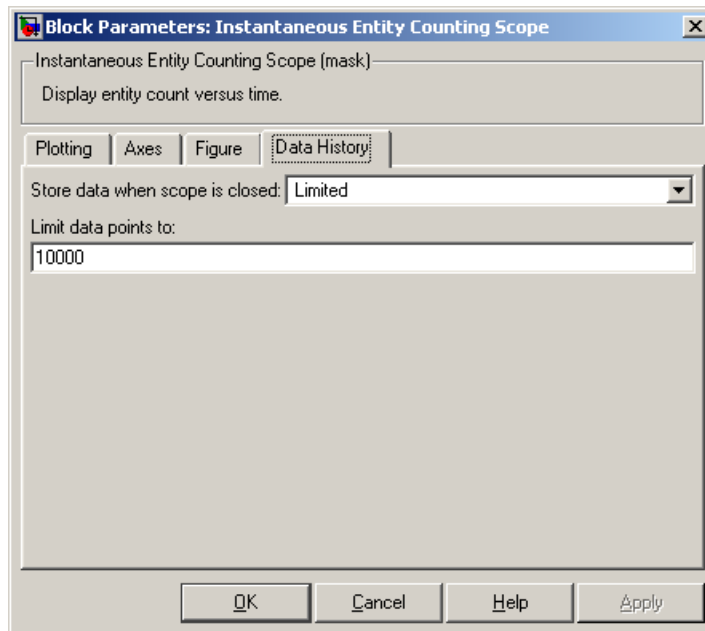 Block Parameters: Instantaneous Entity Counting Scope
Instantaneous Entity Counting Scope (mask)
Display entity count versus time.
Plotting Axes Figure Data History
Store data when scope is closed: Limited
Limit data points to:
10000
OK Cancel Help Apply